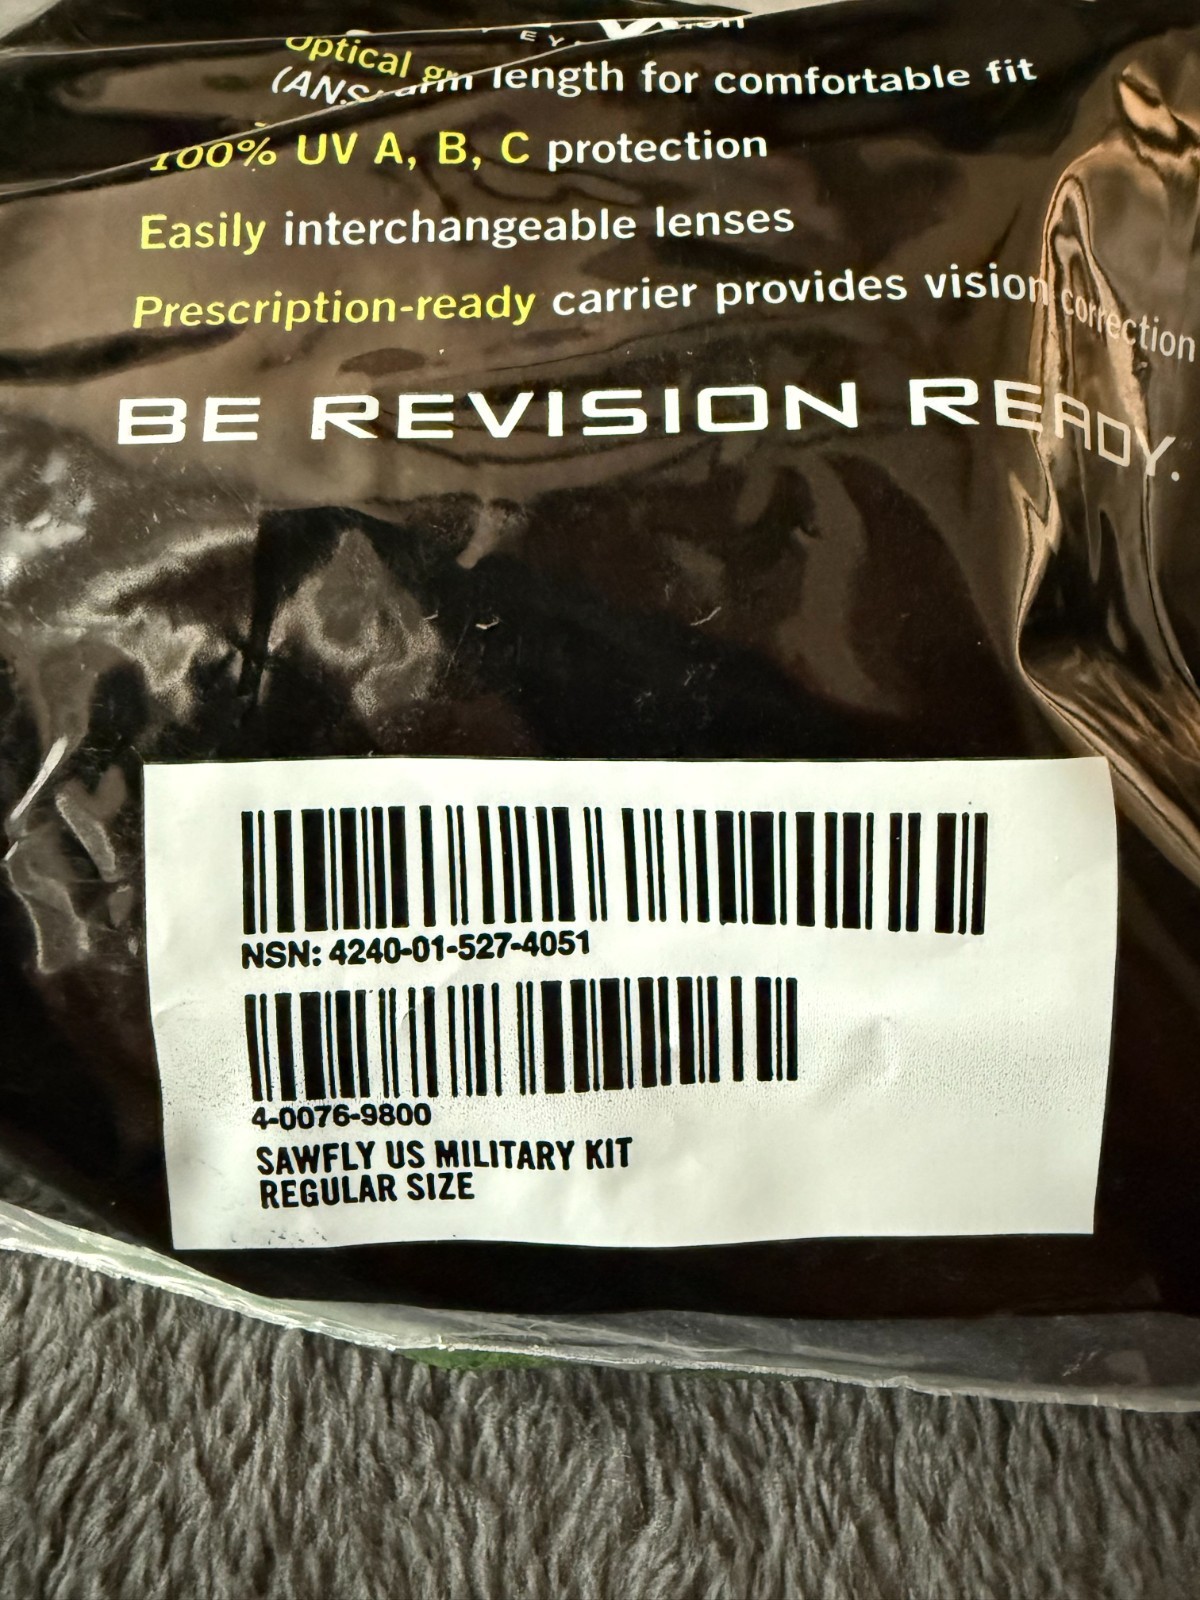 Optical
length for comfortable fit
100% UV A, B, C protection
Easily interchangeable lenses
Prescription-ready carrier provides vision correction
BE REVISION READY.
NSN: 4240-01-527-4051
4-0076-9800
SAWFLY US MILITARY KIT
REGULAR SIZE